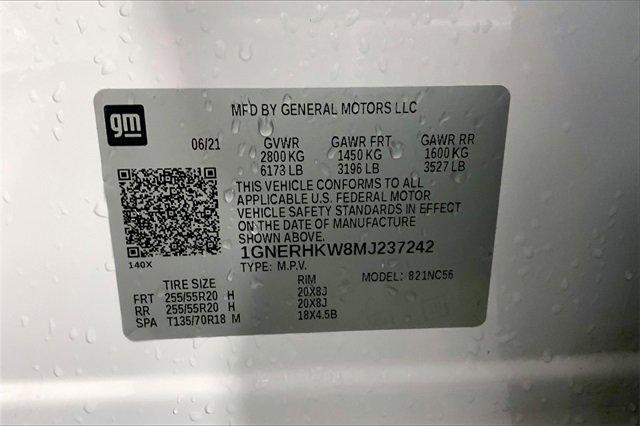 gm
MFD BY GENERAL MOTORS LLC
06/21 GVWR GAWR FRT GAWR RR
2800 KG 1450 KG 1600 KG
6173 LB 3196 LB 3527 LB
THIS VEHICLE CONFORMS TO ALL
APPLICABLE U.S. FEDERAL MOTOR
VEHICLE SAFETY STANDARDS IN EFFECT
ON THE DATE OF MANUFACTURE
SHOWN ABOVE.
1GNERHKW8MJ237242
140X
TYPE: M.P.V. MODEL: 821NC56
TIRE SIZE RIM
FRT 255/55R20 H 20X8J
RR 255/55R20 H 20X8J
SPA T135/70R18 M 18X4.5B